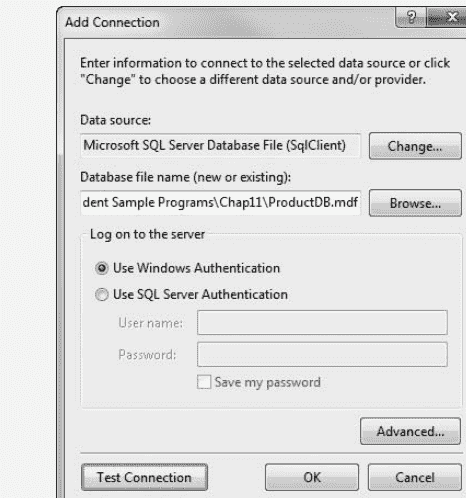 Add Connection
?
Enter information to connect to the selected data source or click
"Change" to choose a different data source and/or provider.
Data source:
Microsoft SQL Server Database File (SqlClient)
Change...
Database file name (new or existing):
dent Sample Programs\Chap11\ProductDB.mdf
Browse...
Log on to the server
Use Windows Authentication
Use SQL Server Authentication
User name:
Password:
Save my password
Advanced...
Test Connection
OK
Cancel